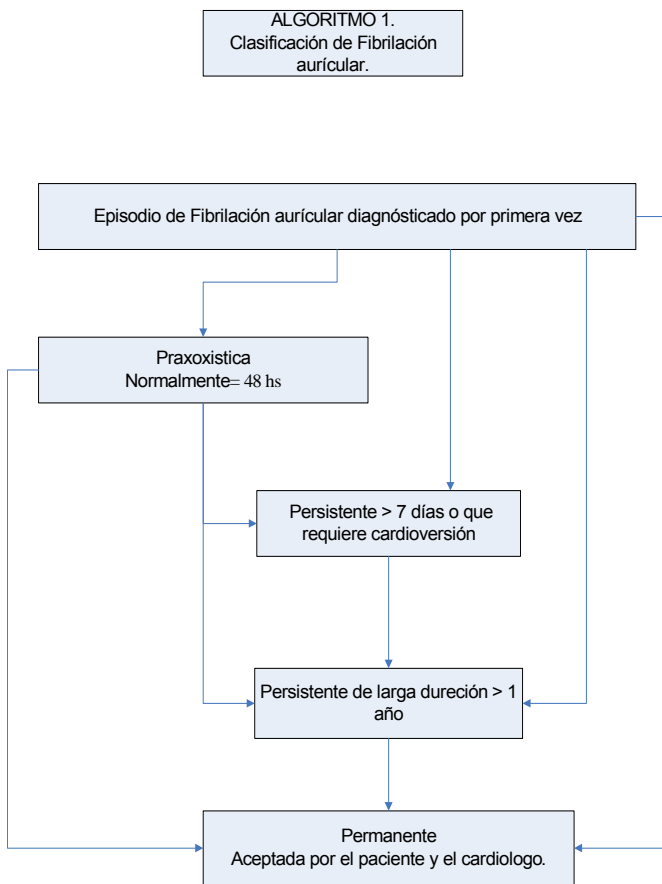 ALGORITMO 1.
Clasificación de Fibrilación
aurícular.
Episodio de Fibrilación aurícular diagnósticado por primera vez
Praxoxistica
Normalmente= 48 hs
Persistente > 7 días o que
requiere cardioversión
Persistente de larga dureción > 1
año
Permanente
Aceptada por el paciente y el cardiologo.